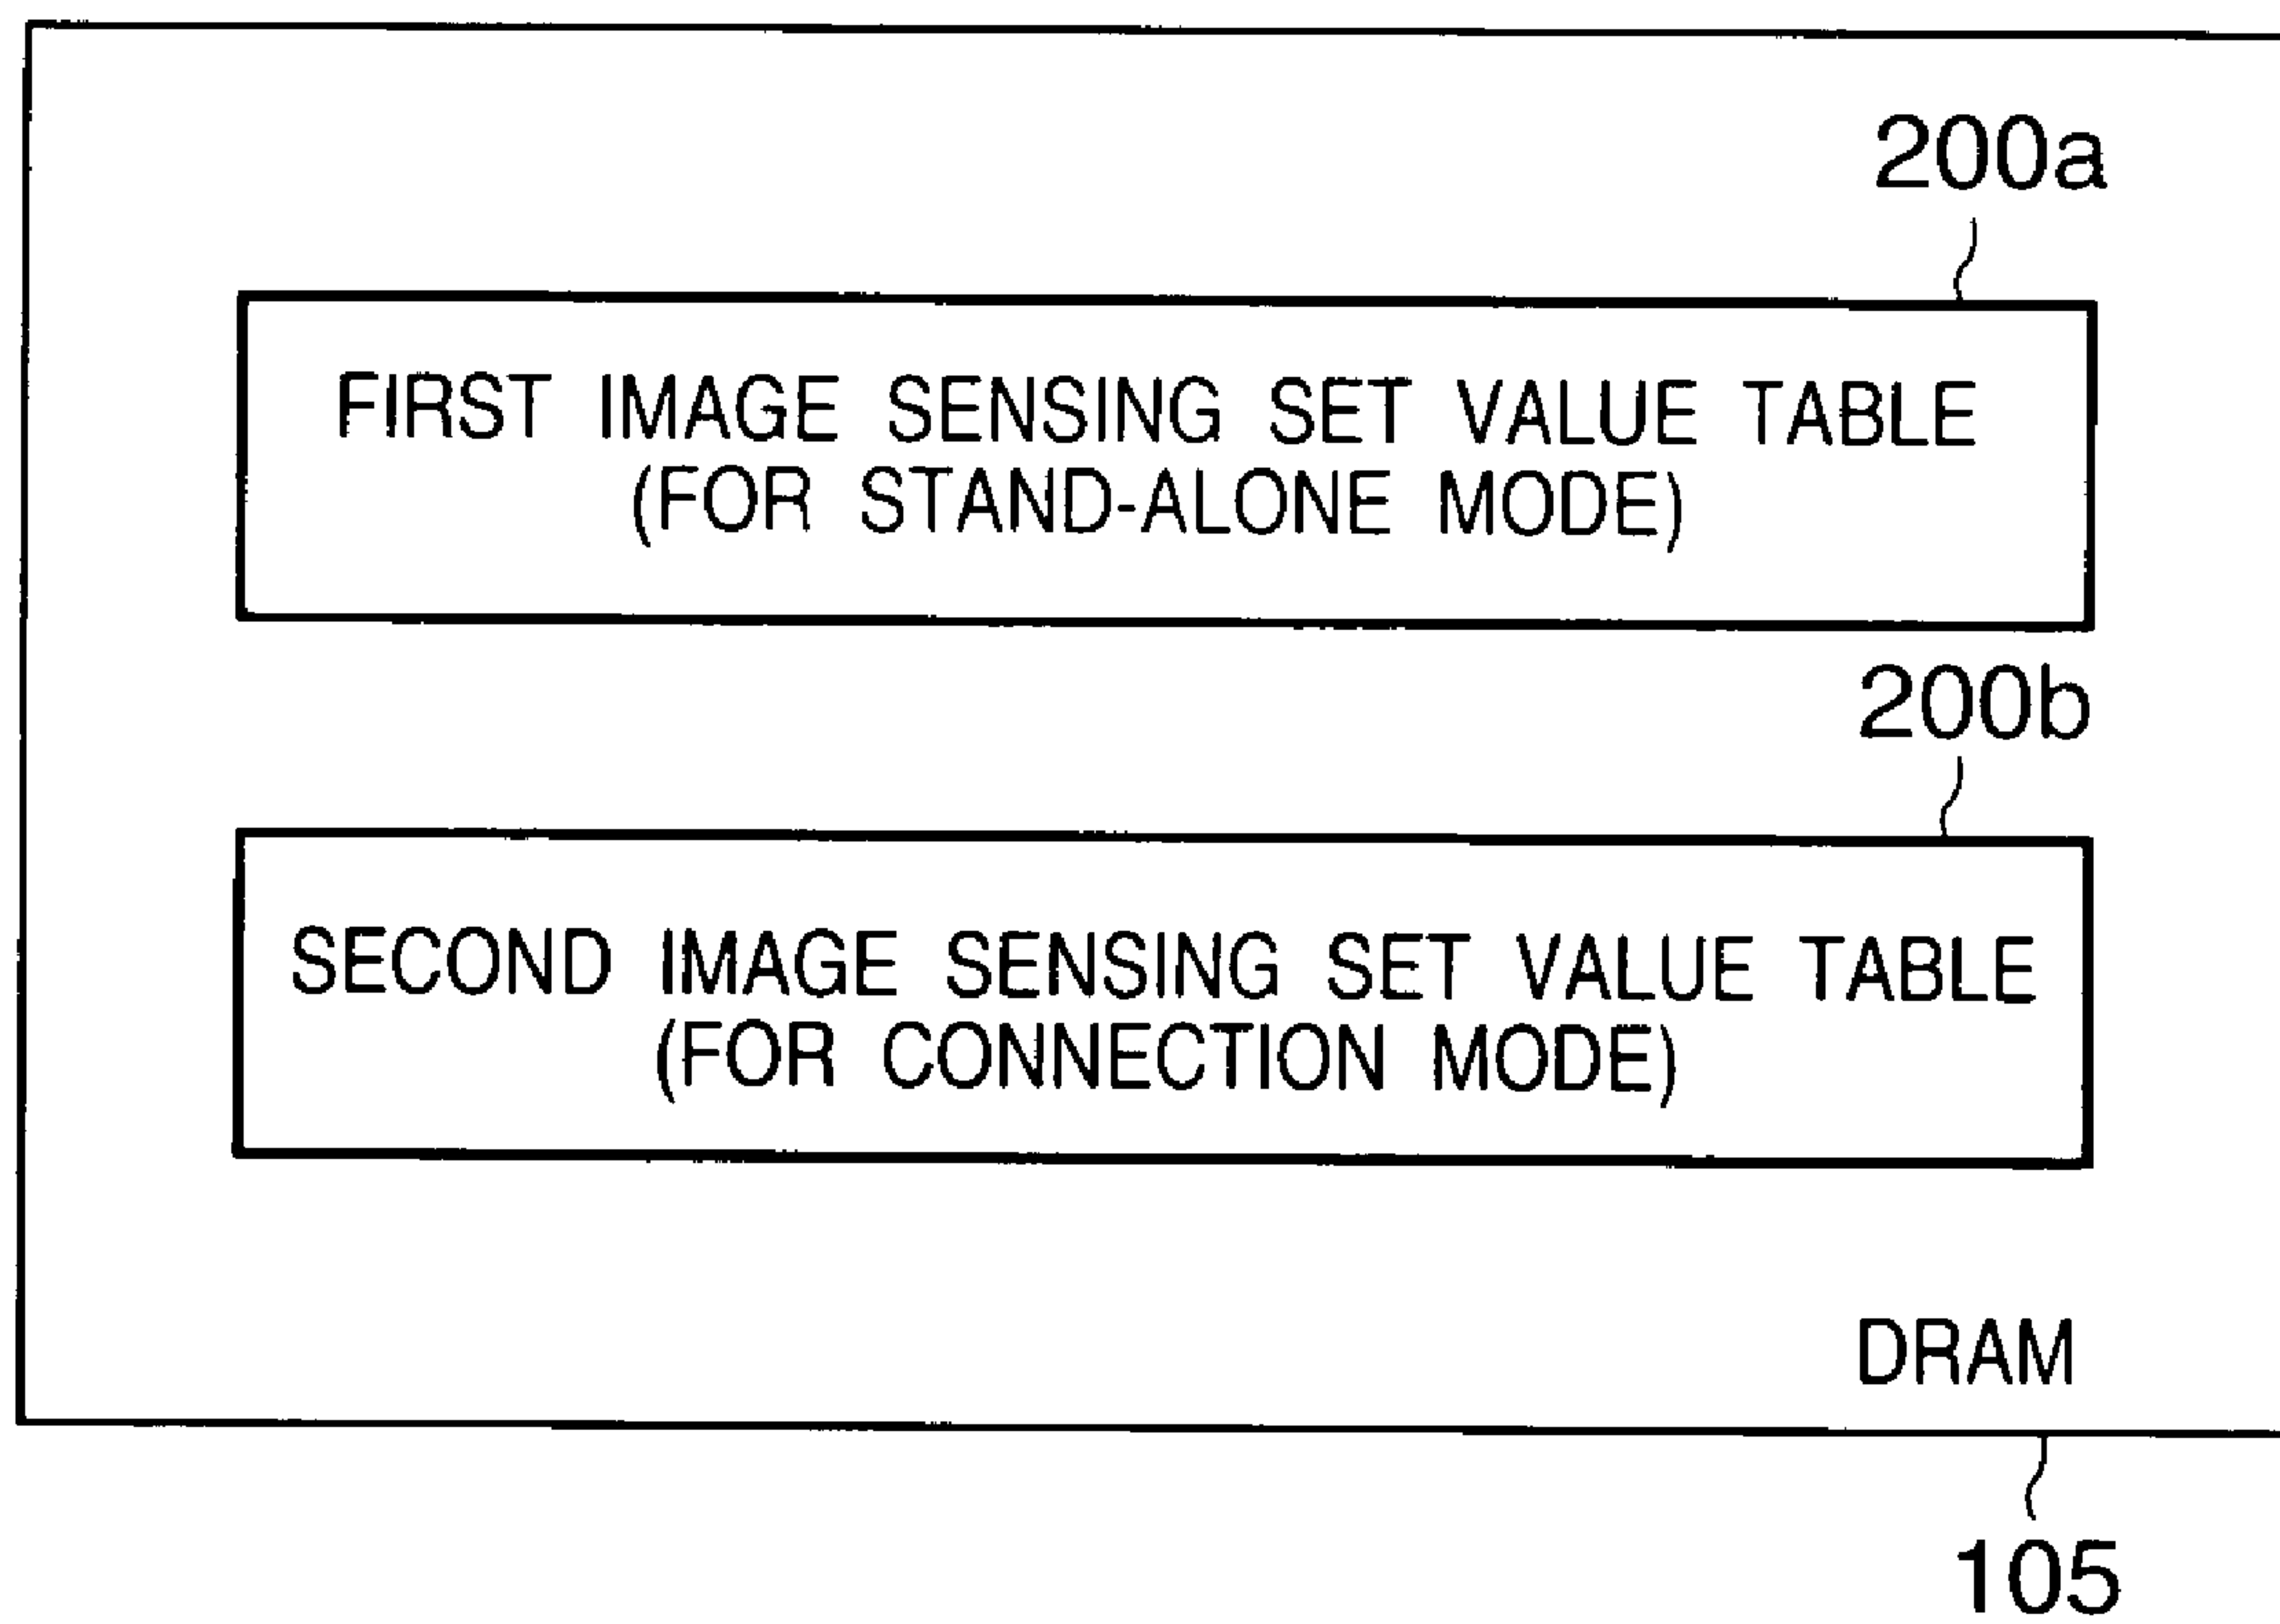 200a
FIRST IMAGE SENSING SET VALUE TABLE
(FOR STAND-ALONE MODE)
200b
SECOND IMAGE SENSING SET VALUE TABLE
(FOR CONNECTION MODE)
DRAM
105